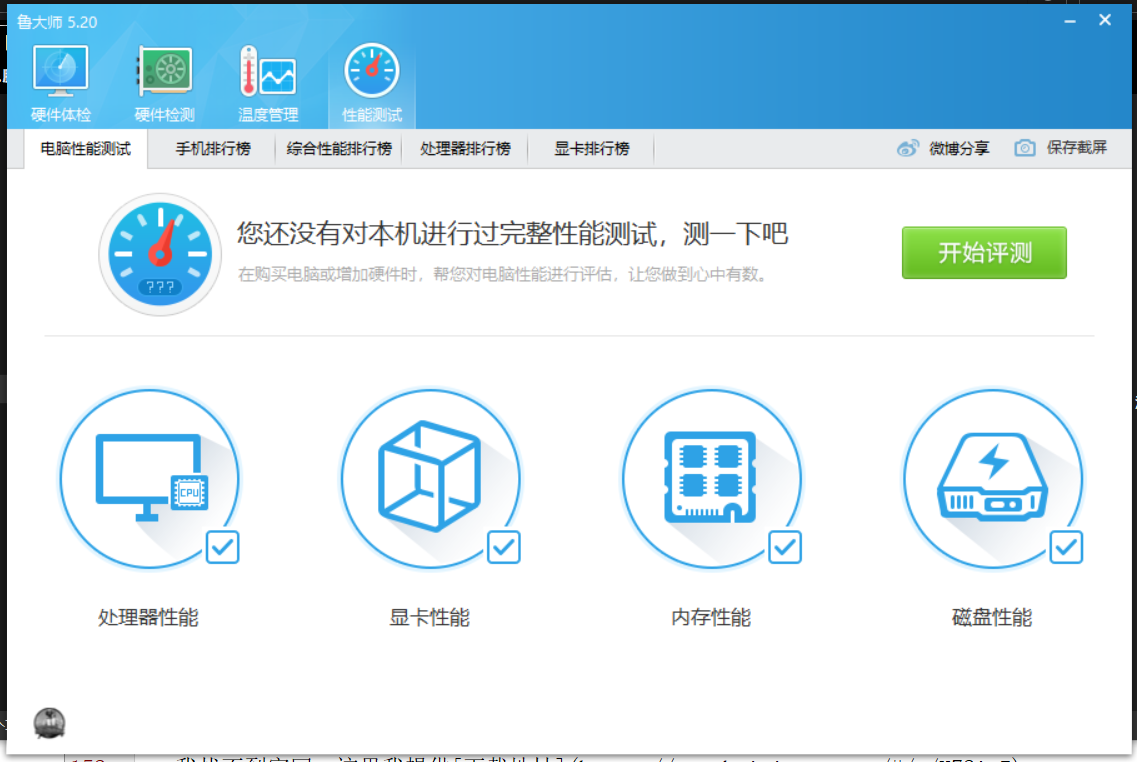 鲁大师 5.20
硬件体检 硬件检测 温度管理 性能测试
电脑性能测试 手机排行榜 综合性能排行榜 处理器排行榜 显卡排行榜 微博分享 保存截屏
您还没有对本机进行过完整性能测试，测一下吧
开始评测
在购买电脑或增加硬件时，帮您对电脑性能进行评估，让您做到心中有数。
???
CPU
处理器性能 显卡性能 内存性能 磁盘性能